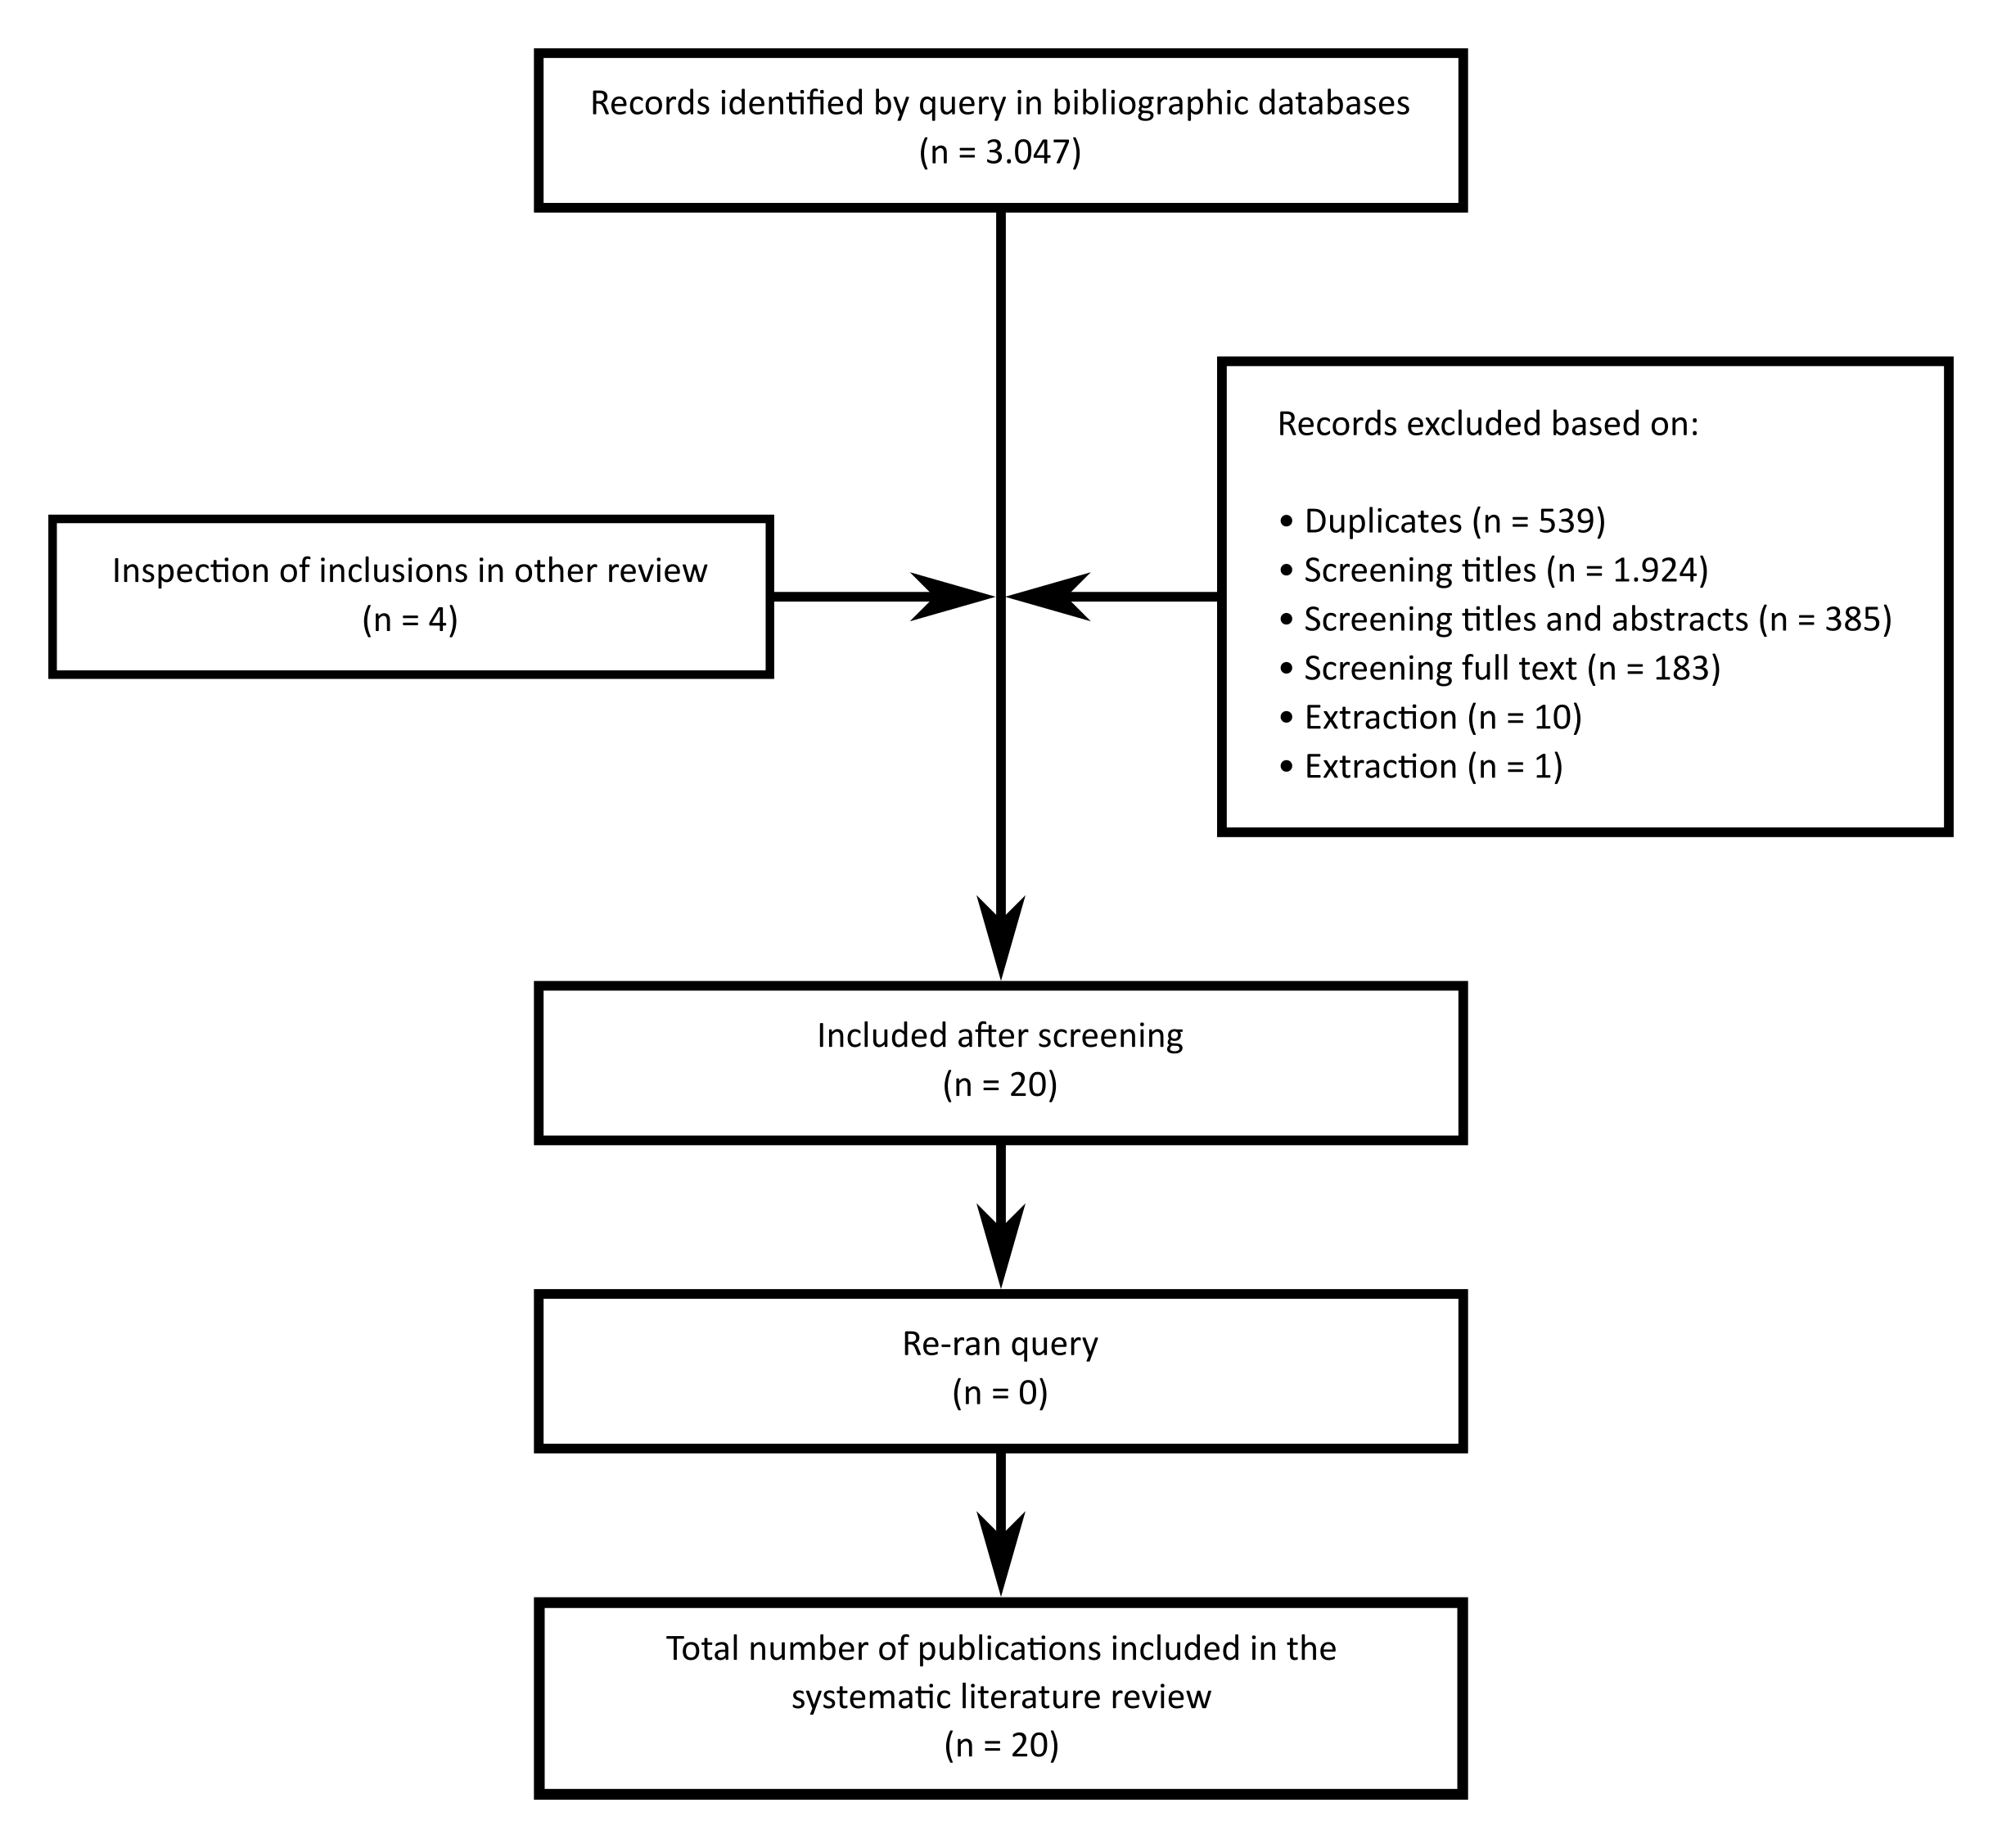 Records identified by query in bibliographic databases
(n = 3.047)
Records excluded based on:
• Duplicates (n = 539)
• Screening titles (n = 1.924)
• Screening titles and abstracts (n = 385)
• Screening full text (n = 183)
• Extraction (n = 10)
• Extraction (n = 1)
Inspection of inclusions in other review
(n = 4)
Included after screening
(n = 20)
Re-ran query
(n = 0)
Total number of publications included in the
systematic literature review
(n = 20)